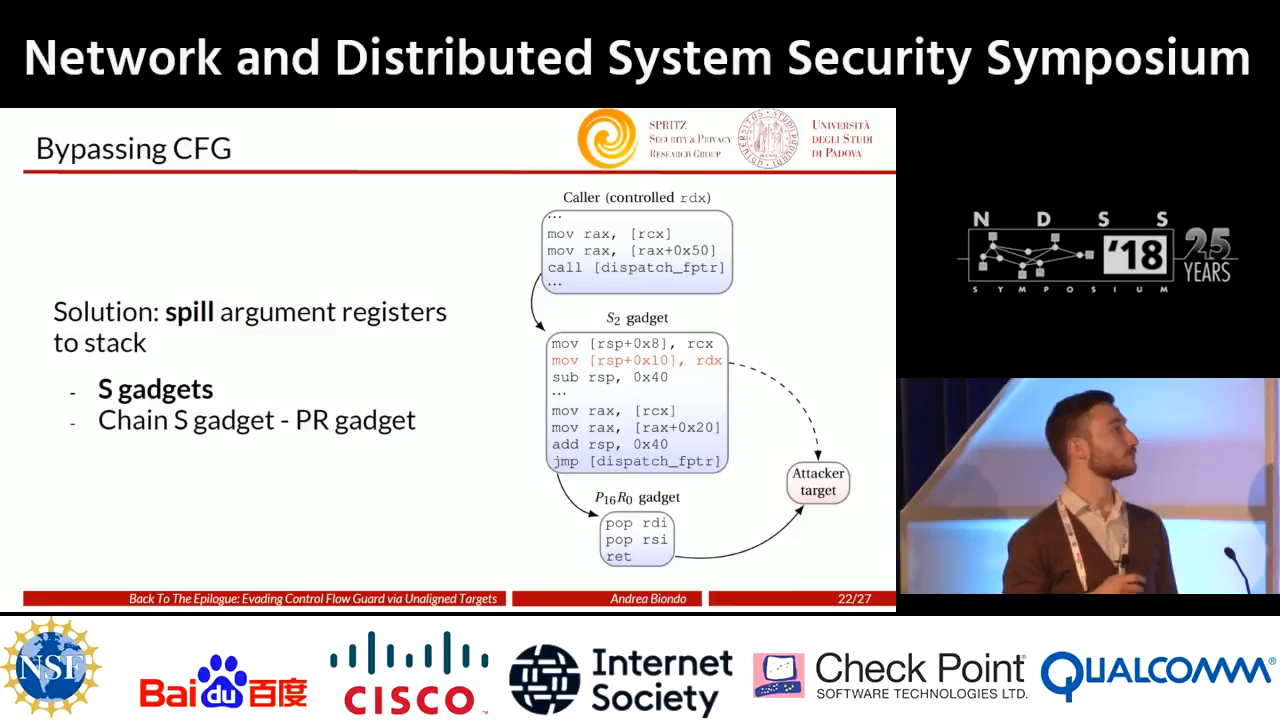 Network and Distributed System Security Symposium
Bypassing CFG
SPRITZ
SECURITY & PRIVACY
RESEARCH GROUP
UNIVERSITÀ
DEGLI STUDI
DI PADOVA
Solution: spill argument registers
to stack
- S gadgets
- Chain S gadget - PR gadget
Caller (controlled rdx)
...
mov rax, [rcx]
mov rax, [rax+0x50]
call [dispatch_fptr]
...
S2 gadget
mov [rsp+0x8], rcx
mov [rsp+0x10], rdx
sub rsp, 0x40
...
mov rax, [rcx]
mov rax, [rax+0x20]
add rsp, 0x40
jmp [dispatch_fptr]
P16R0 gadget
pop rdi
pop rsi
ret
Attacker
target
Back To The Epilogue: Evading Control Flow Guard via Unaligned Targets
Andrea Biondo
22/27
N D S S
'18
25
YEARS
SYMPOSIUM
NSF
Bai du 百度
CISCO
Internet
Society
Check Point
SOFTWARE TECHNOLOGIES LTD.
QUALCOMM